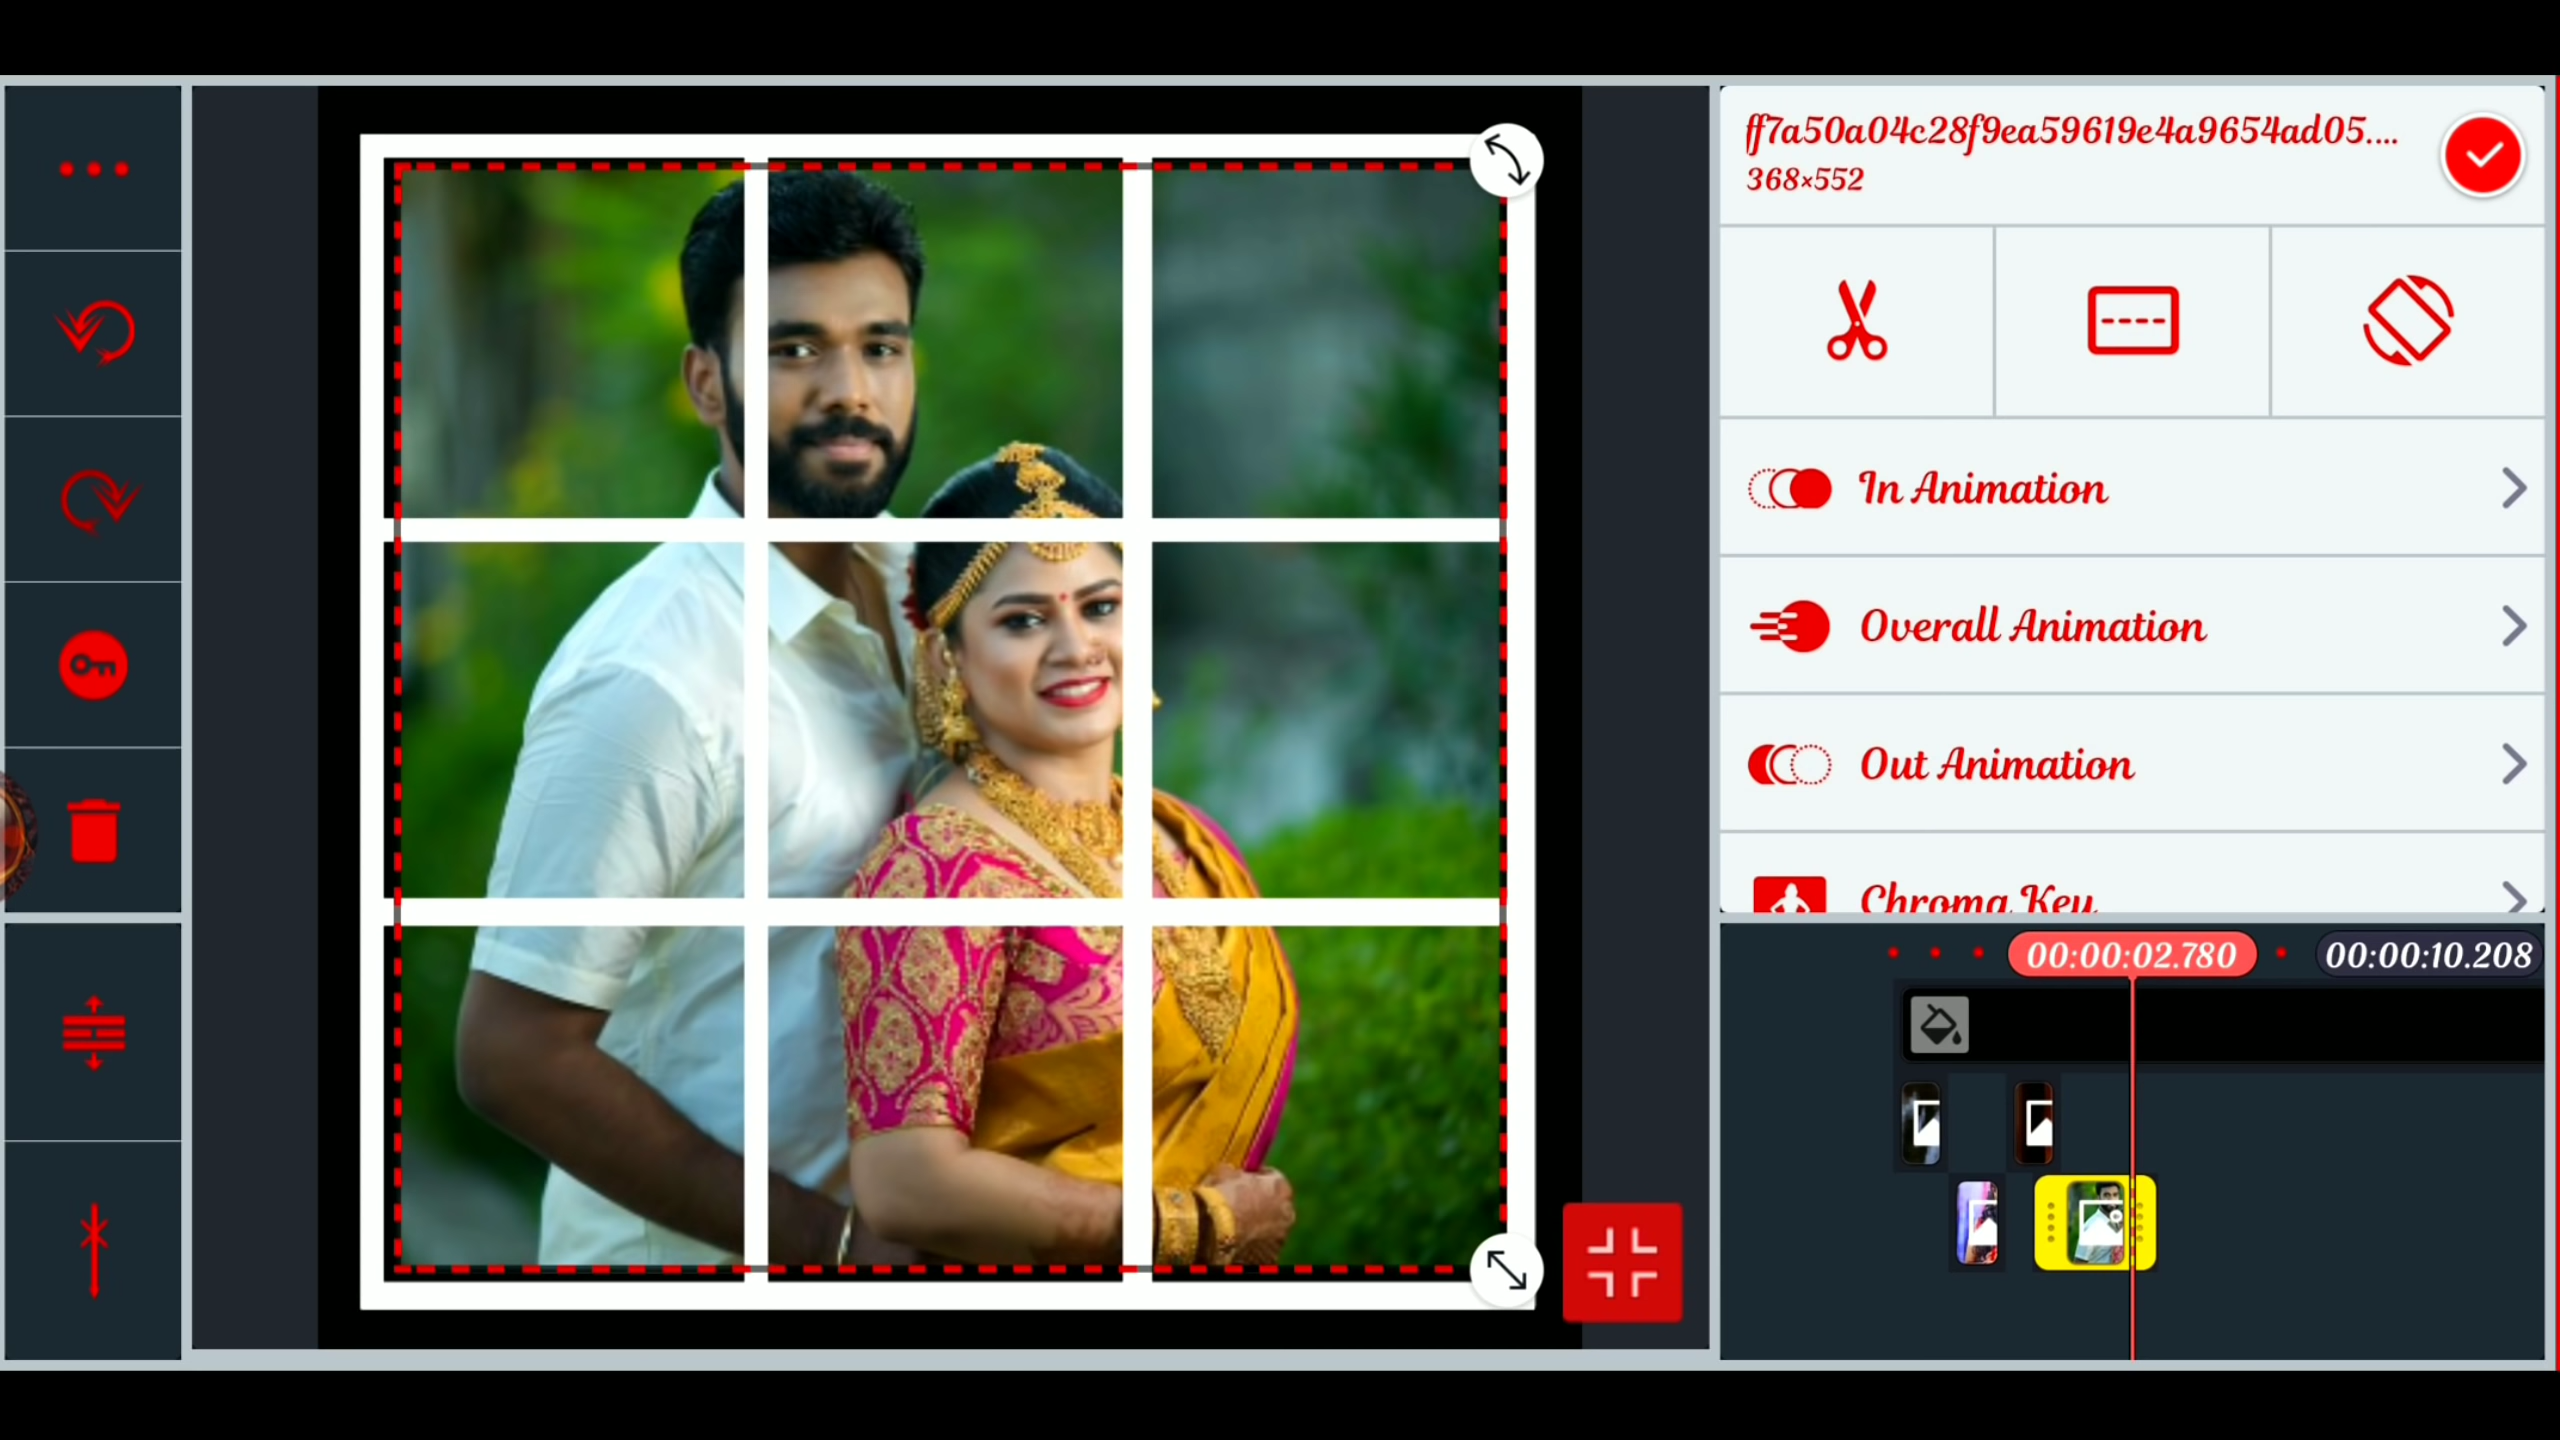 ff7a50a04c28f9ea59619e4a9654ad05....
368×552
In Animation
Overall Animation
Out Animation
Chroma Key
00:00:02.780
00:00:10.208